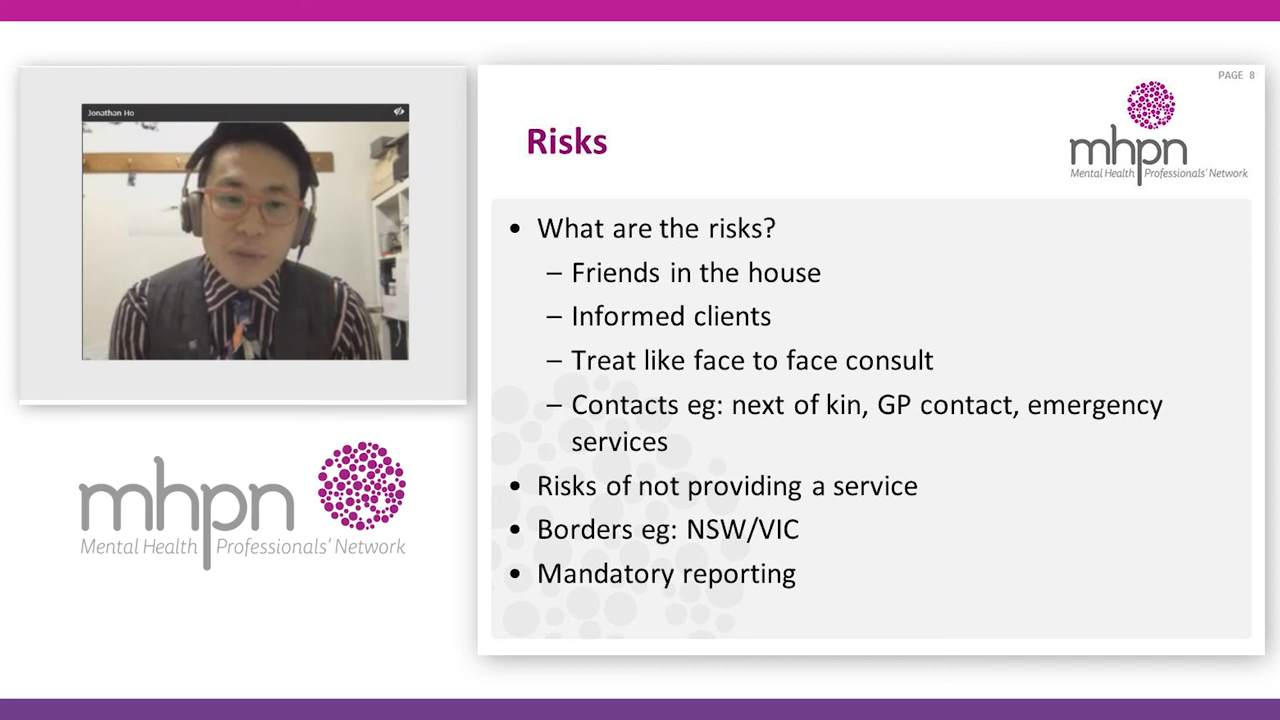 Jonathan Ho
mhpn
Mental Health Professionals' Network
PAGE 8
mhpn
Mental Health Professionals' Network
Risks
• What are the risks?
– Friends in the house
– Informed clients
– Treat like face to face consult
– Contacts eg: next of kin, GP contact, emergency
services
• Risks of not providing a service
• Borders eg: NSW/VIC
• Mandatory reporting